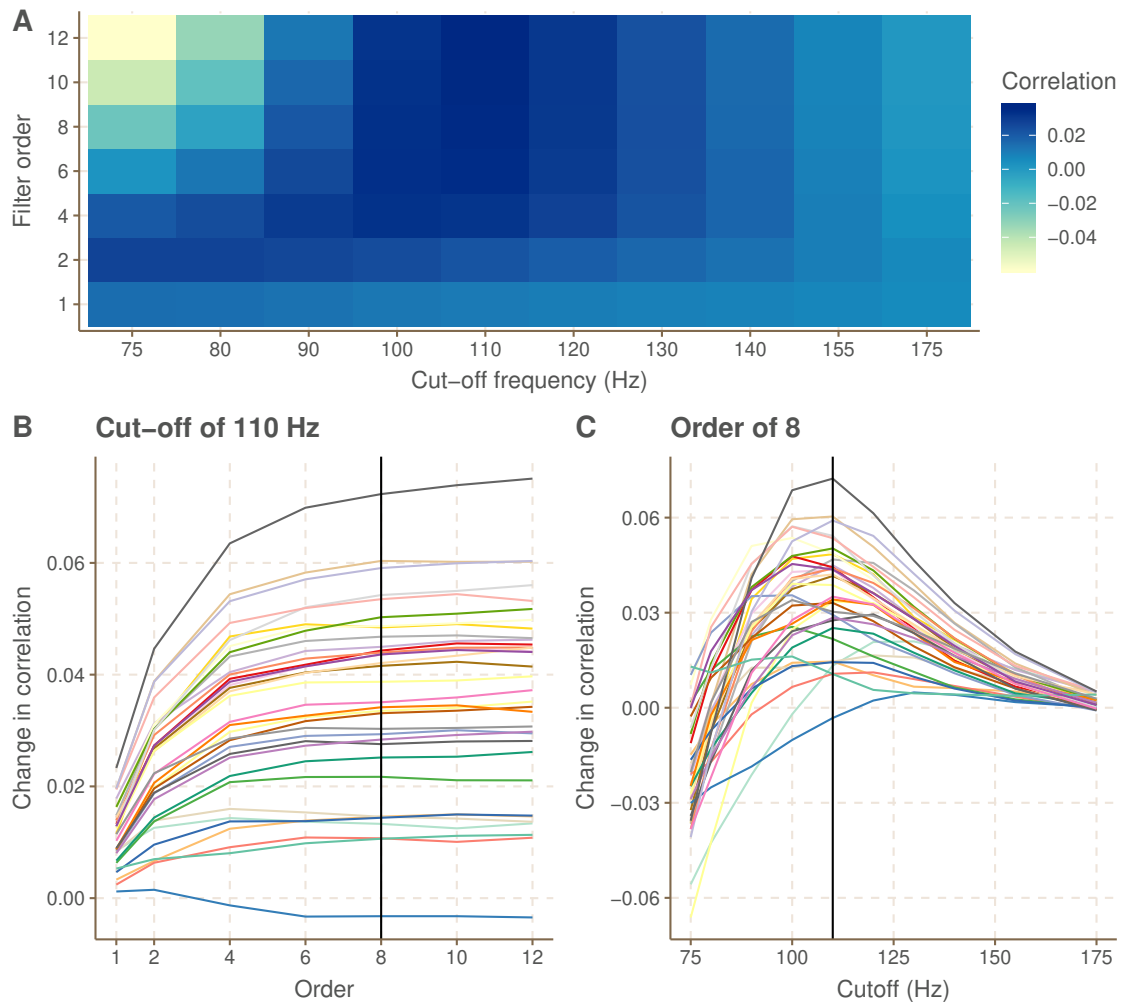 A
12
10
8
6
4
2
1
Filter order
75 80 90 100 110 120 130 140 155 175
Cut−off frequency (Hz)
Correlation
0.02
0.00
−0.02
−0.04
B Cut−off of 110 Hz
0.06
0.04
0.02
0.00
Change in correlation
1 2 4 6 8 10 12
Order
C Order of 8
0.06
0.03
0.00
−0.03
−0.06
Change in correlation
75 100 125 150 175
Cutoff (Hz)